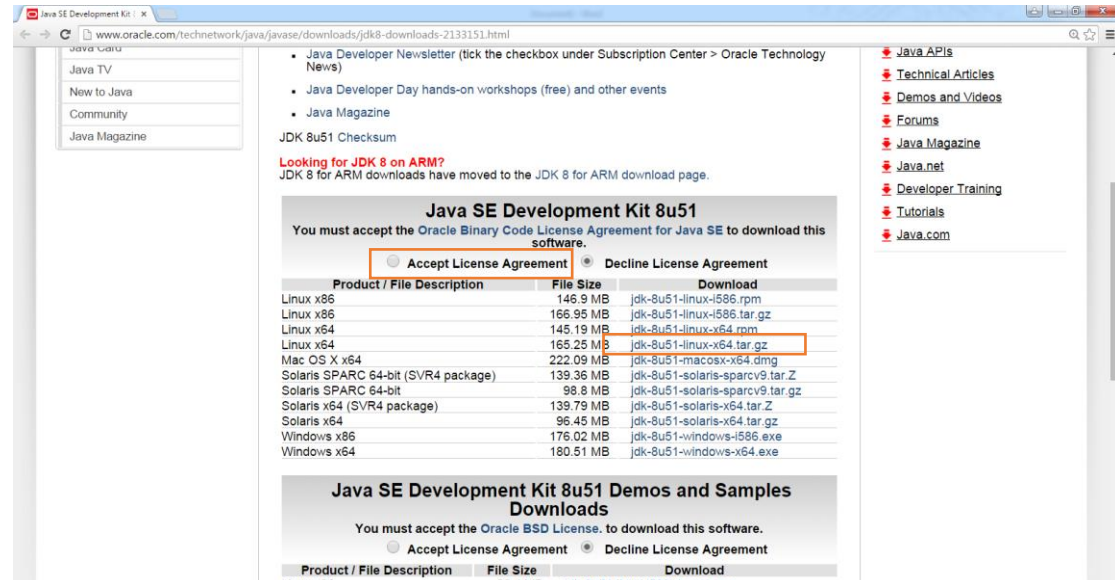 Java SE Development Kit
www.oracle.com/technetwork/java/javase/downloads/jdk8-downloads-2133151.html
Java Card
Java TV
New to Java
Community
Java Magazine
Java Developer Newsletter (tick the checkbox under Subscription Center > Oracle Technology
News)
Java Developer Day hands-on workshops (free) and other events
Java Magazine
JDK 8u51 Checksum
Looking for JDK 8 on ARM?
JDK 8 for ARM downloads have moved to the JDK 8 for ARM download page.
Java SE Development Kit 8u51
You must accept the Oracle Binary Code License Agreement for Java SE to download this
software.
Accept License Agreement Decline License Agreement
Product / File Description File Size Download
Linux x86 146.9 MB jdk-8u51-linux-i586.rpm
Linux x86 166.95 MB jdk-8u51-linux-i586.tar.gz
Linux x64 145.19 MB jdk-8u51-linux-x64.rpm
Linux x64 165.25 MB jdk-8u51-linux-x64.tar.gz
Mac OS X x64 222.09 MB jdk-8u51-macosx-x64.dmg
Solaris SPARC 64-bit (SVR4 package) 139.36 MB jdk-8u51-solaris-sparcv9.tar.Z
Solaris SPARC 64-bit 98.8 MB jdk-8u51-solaris-sparcv9.tar.gz
Solaris x64 (SVR4 package) 139.79 MB jdk-8u51-solaris-x64.tar.Z
Solaris x64 96.45 MB jdk-8u51-solaris-x64.tar.gz
Windows x86 176.02 MB jdk-8u51-windows-i586.exe
Windows x64 180.51 MB jdk-8u51-windows-x64.exe
Java SE Development Kit 8u51 Demos and Samples
Downloads
You must accept the Oracle BSD License. to download this software.
Accept License Agreement Decline License Agreement
Product / File Description File Size Download
Java APIs
Technical Articles
Demos and Videos
Forums
Java Magazine
Java.net
Developer Training
Tutorials
Java.com